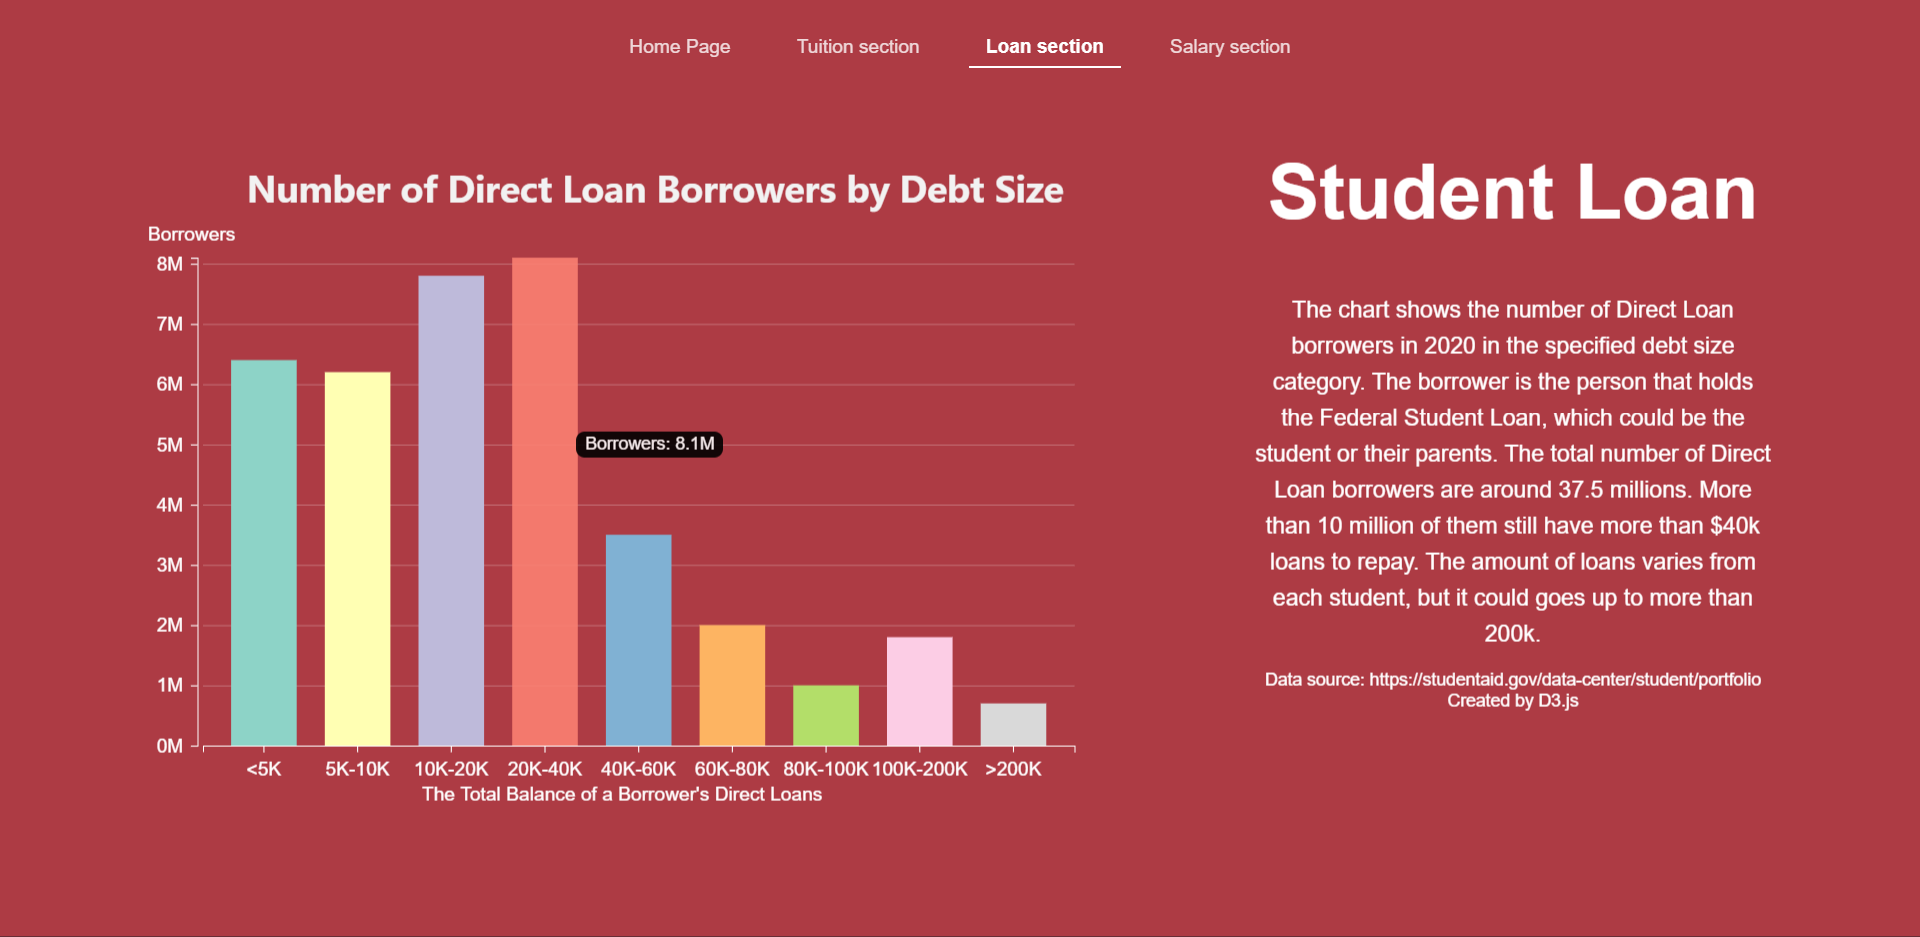 Home Page
Tuition section
Loan section
Salary section
Number of Direct Loan Borrowers by Debt Size
Borrowers
8M
7M
6M
5M
4M
3M
2M
1M
0M
Borrowers: 8.1M
<5K
5K-10K
10K-20K
20K-40K
40K-60K
60K-80K
80K-100K
100K-200K
>200K
The Total Balance of a Borrower's Direct Loans
Student Loan
The chart shows the number of Direct Loan
borrowers in 2020 in the specified debt size
category. The borrower is the person that holds
the Federal Student Loan, which could be the
student or their parents. The total number of Direct
Loan borrowers are around 37.5 millions. More
than 10 million of them still have more than $40k
loans to repay. The amount of loans varies from
each student, but it could goes up to more than
200k.
Data source: https://studentaid.gov/data-center/student/portfolio
Created by D3.js